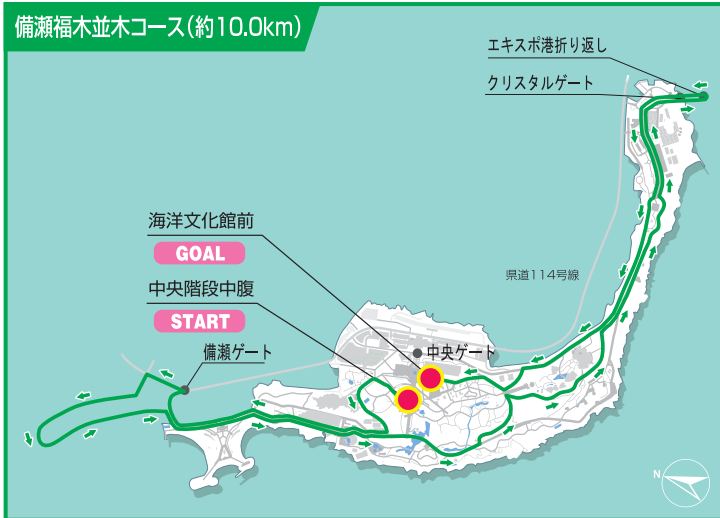 備瀬福木並木コース(約10.0km)
エキスポ港折り返し
クリスタルゲート
海洋文化館前
GOAL
県道114号線
中央階段中腹
START
備瀬ゲート
中央ゲート
N